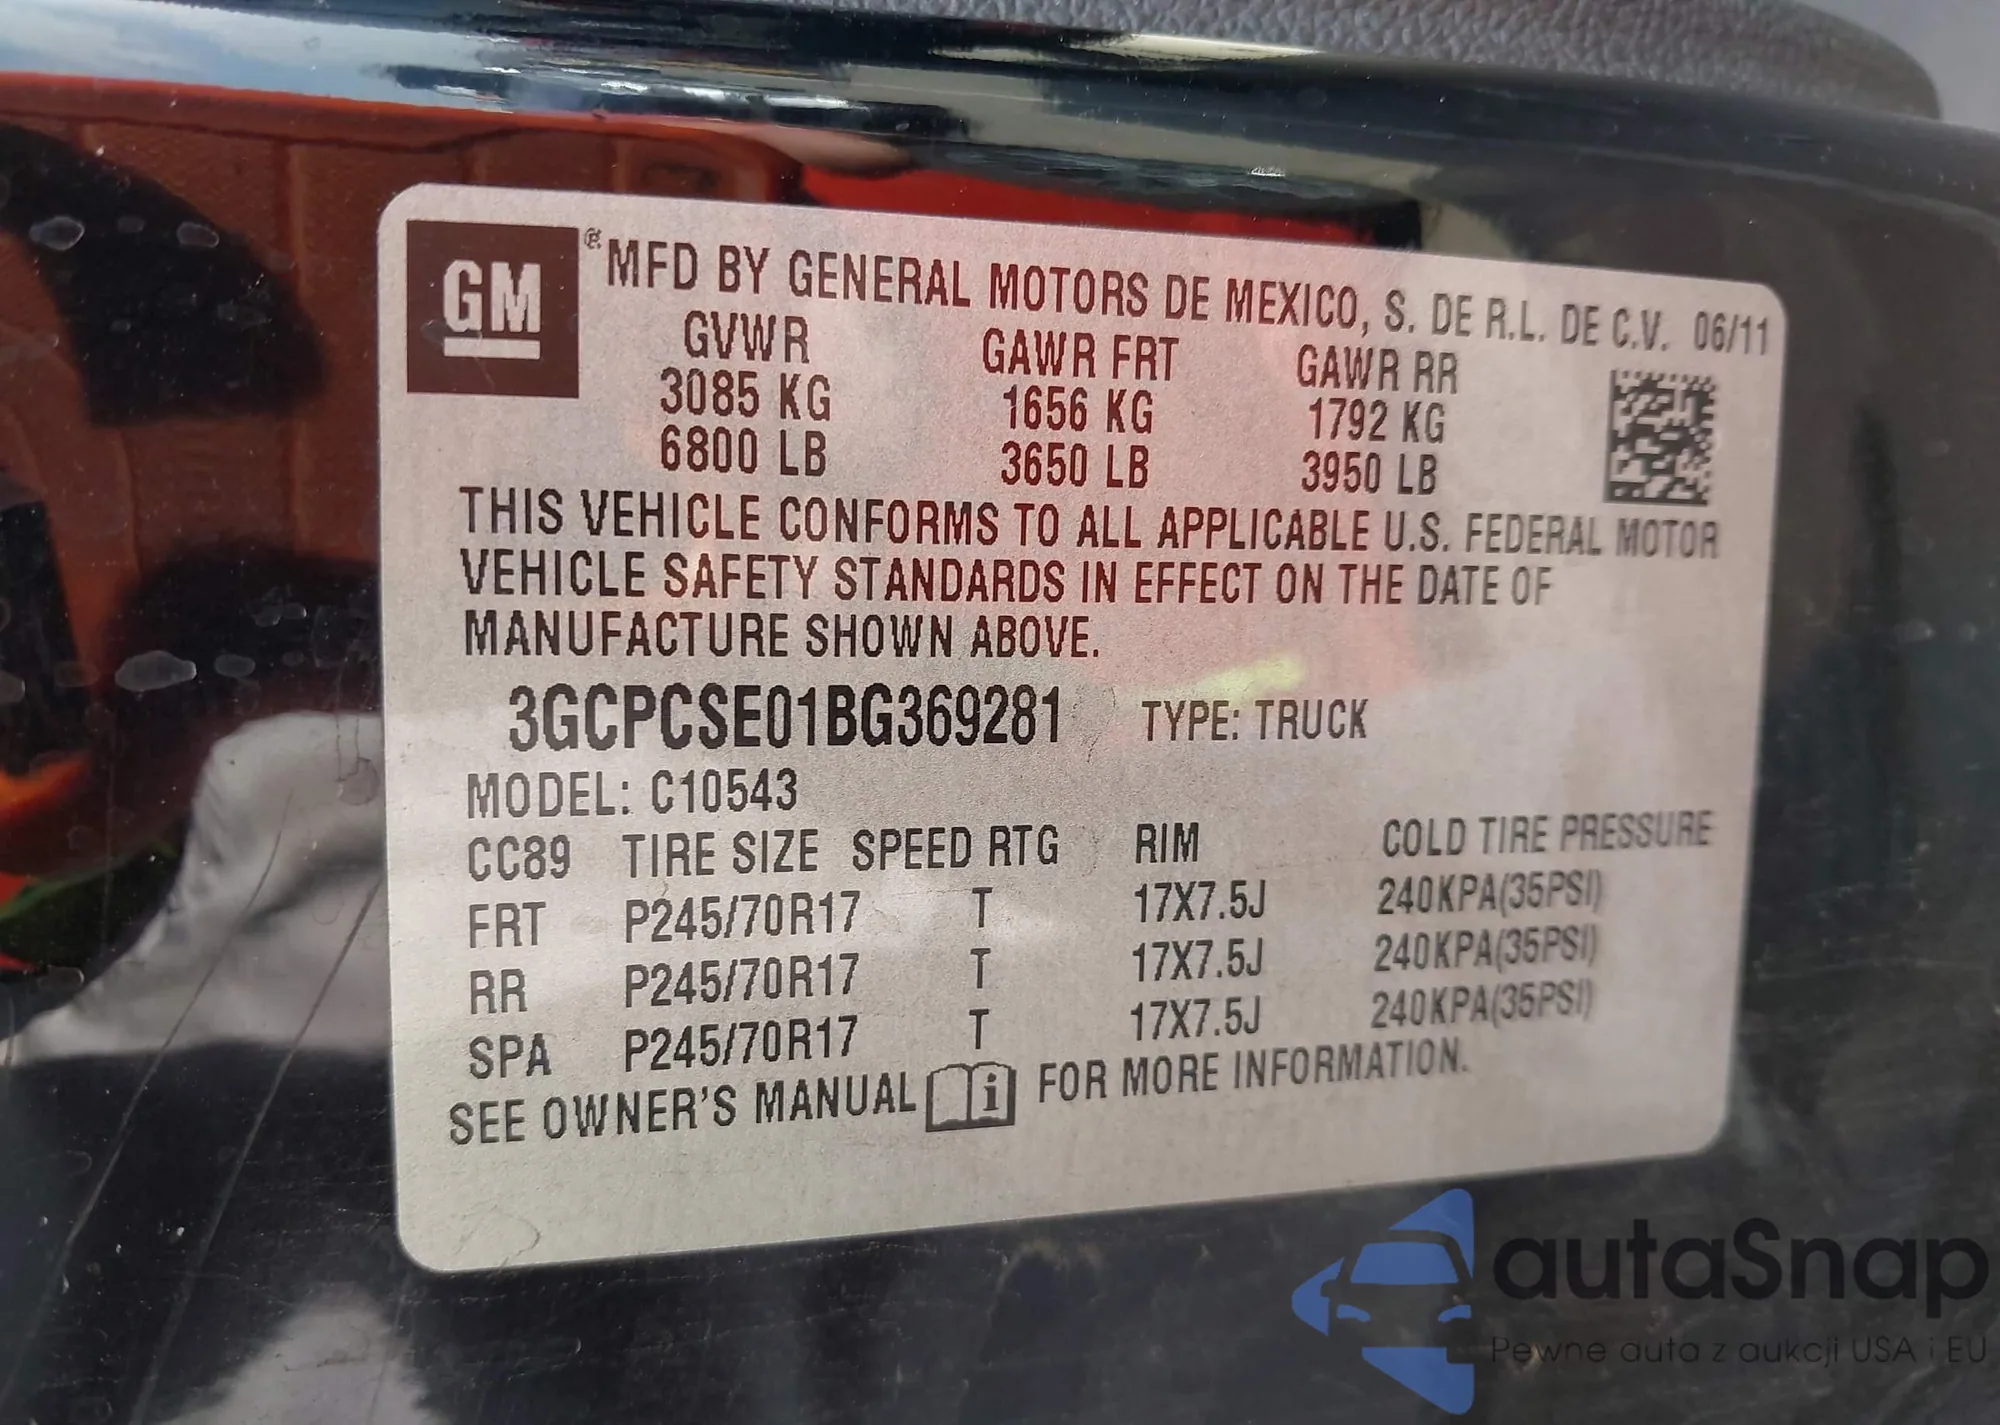 GM
® MFD BY GENERAL MOTORS DE MEXICO, S. DE R.L. DE C.V. 06/11
GVWR GAWR FRT GAWR RR
3085 KG 1656 KG 1792 KG
6800 LB 3650 LB 3950 LB
THIS VEHICLE CONFORMS TO ALL APPLICABLE U.S. FEDERAL MOTOR
VEHICLE SAFETY STANDARDS IN EFFECT ON THE DATE OF
MANUFACTURE SHOWN ABOVE.
3GCPCSE01BG369281 TYPE: TRUCK
MODEL: C10543
CC89 TIRE SIZE SPEED RTG RIM COLD TIRE PRESSURE
FRT P245/70R17 T 17X7.5J 240KPA(35PSI)
RR P245/70R17 T 17X7.5J 240KPA(35PSI)
SPA P245/70R17 T 17X7.5J 240KPA(35PSI)
SEE OWNER'S MANUAL i FOR MORE INFORMATION.
autaSnap
Pewne auta z aukcji USA i EU